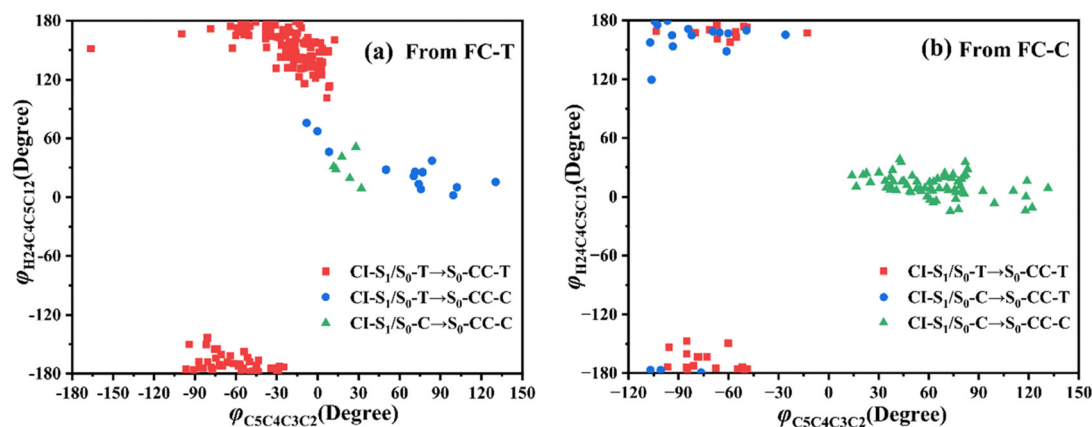 (a) From FC-T
φH24C4C5C12(Degree)
180
120
60
0
-60
-120
-180
CI-S1/S0-T→S0-CC-T
CI-S1/S0-T→S0-CC-C
CI-S1/S0-C→S0-CC-C
-180 -150 -120 -90 -60 -30 0 30 60 90 120 150
φC5C4C3C2(Degree)
(b) From FC-C
φH24C4C4C5C12(Degree)
180
120
60
0
−60
−120
−180
CI-S1/S0-T→S0-CC-T
CI-S1/S0-C→S0-CC-T
CI-S1/S0-C→S0-CC-C
−120 −90 −60 −30 0 30 60 90 120 150
φC5C4C3C2(Degree)